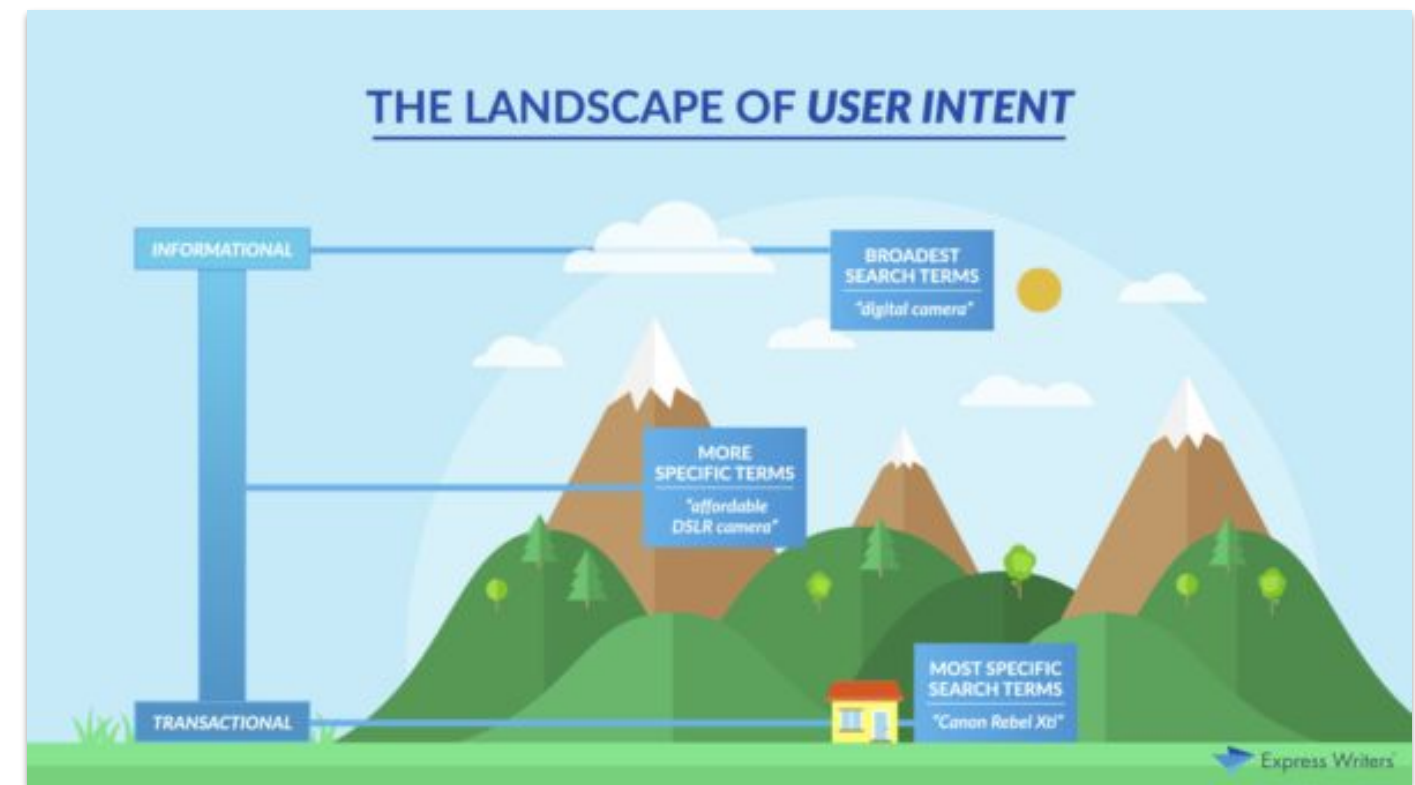 THE LANDSCAPE OF USER INTENT
INFORMATIONAL
BROADEST
SEARCH TERMS
"digital camera"
MORE
SPECIFIC TERMS
"affordable
DSLR camera"
MOST SPECIFIC
SEARCH TERMS
"Canon Rebel Xti"
TRANSACTIONAL
Express Writers